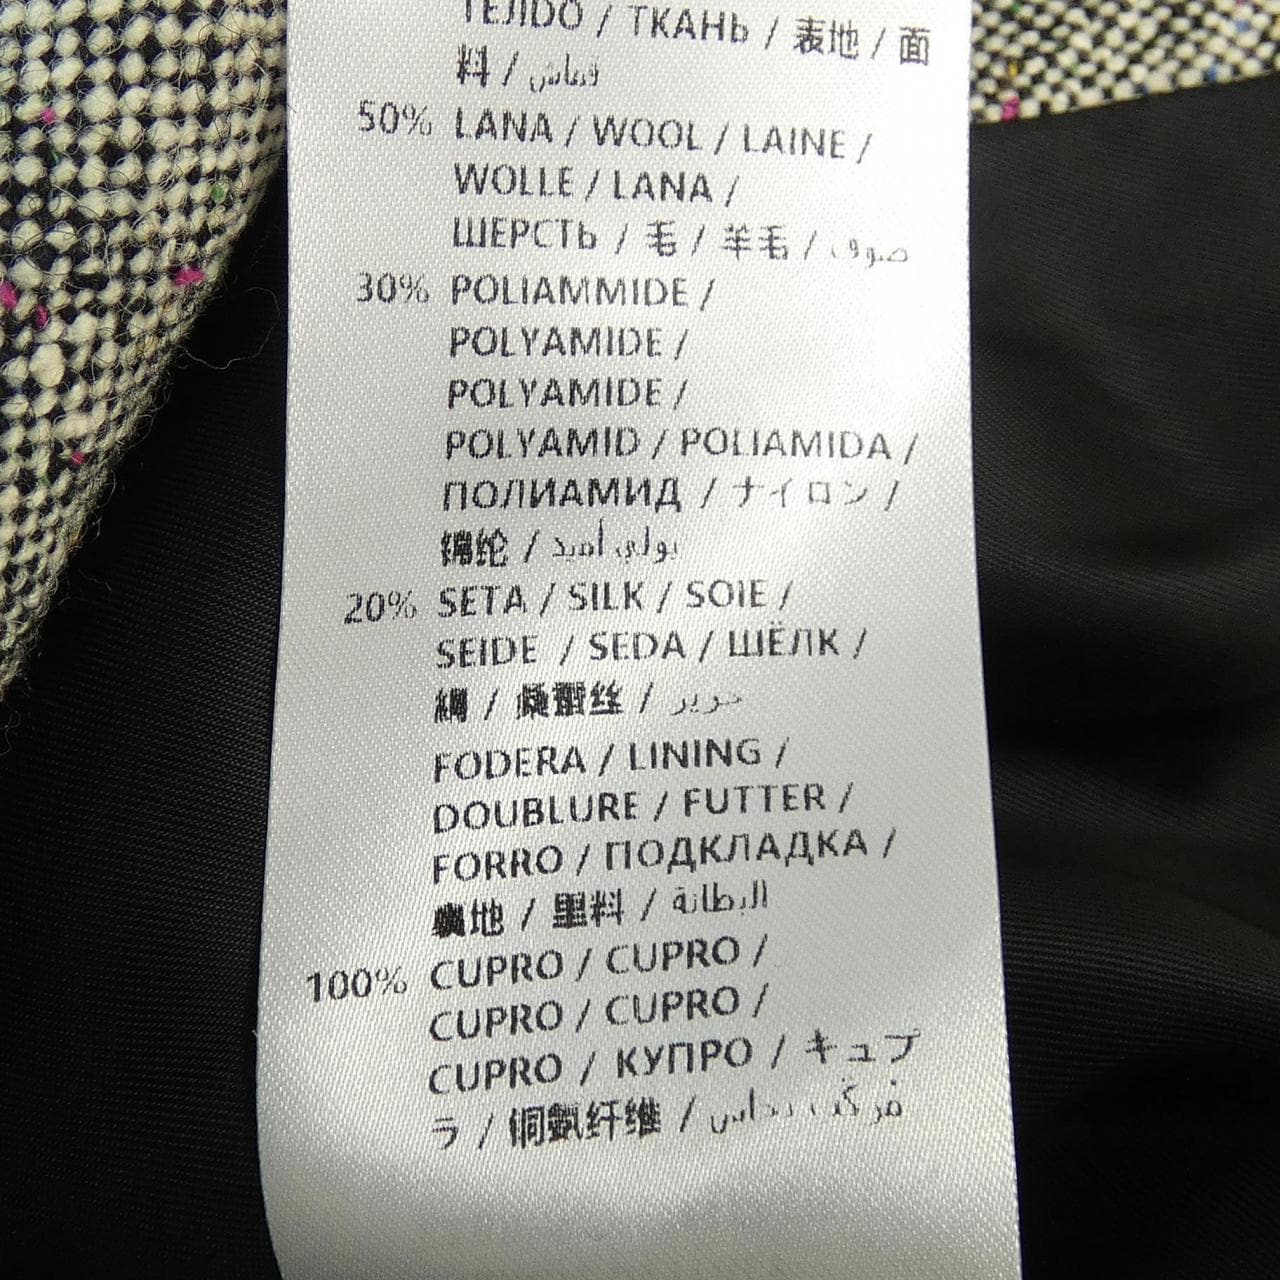 TEJIDO / ТКАНЬ / 表地 / 面
料 / قماش
50% LANA / WOOL / LAINE /
WOLLE / LANA /
ШЕРСТЬ / 毛 / 羊毛 / صوف
30% POLIAMMIDE /
POLYAMIDE /
POLYAMIDE /
POLYAMID / POLIAMIDA /
ПОЛИАМИД / ナイロン /
锦纶 / بولي أميد
20% SETA / SILK / SOIE /
SEIDE / SEDA / ШЁЛК /
絹 / 桑蚕丝 / حرير
FODERA / LINING /
DOUBLURE / FUTTER /
FORRO / ПОДКЛАДКА /
裏地 / 里料 / البطانة
100% CUPRO / CUPRO /
CUPRO / CUPRO /
CUPRO / КУПРО / キュプ
ラ / 铜氨纤维 /